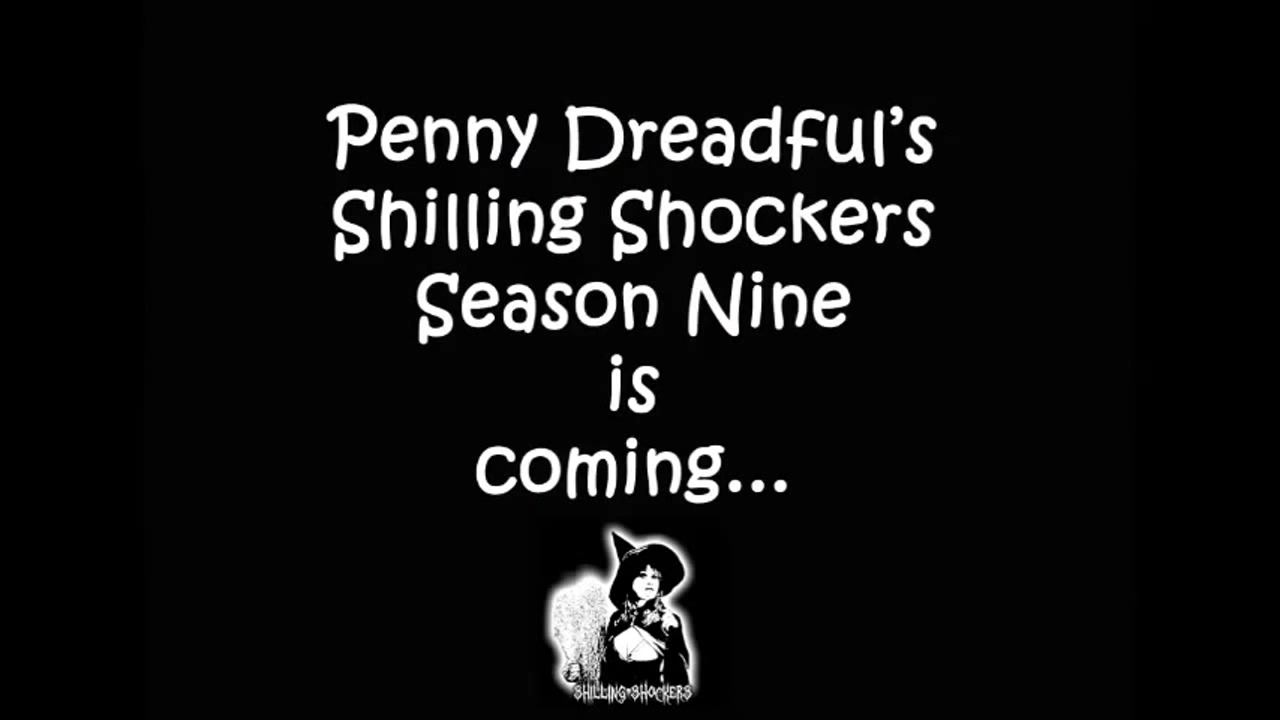 Penny Dreadful’s
Shilling Shockers
Season Nine
is
coming...
SHILLING•SHOCKERS